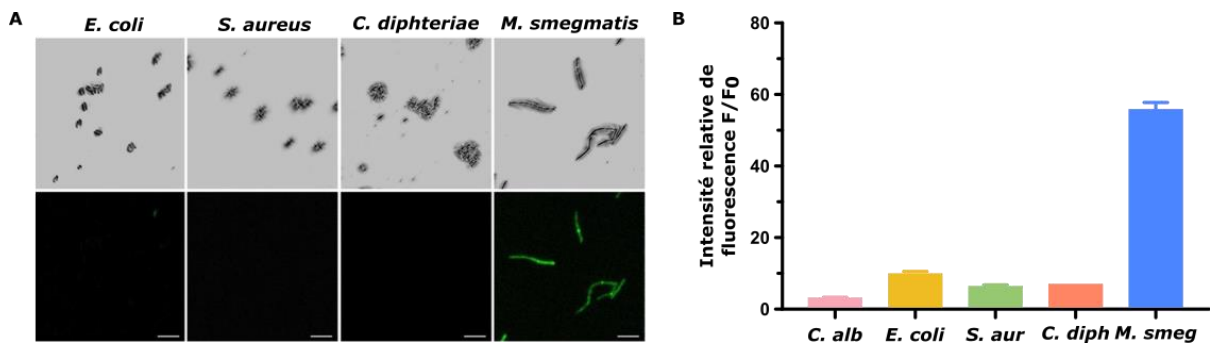 A
E. coli
S. aureus
C. diphteriae
M. smegmatis
B
Intensité relative de
fluorescence F/F0
80
60
40
20
0
C. alb
E. coli
S. aur
C. diph
M. smeg